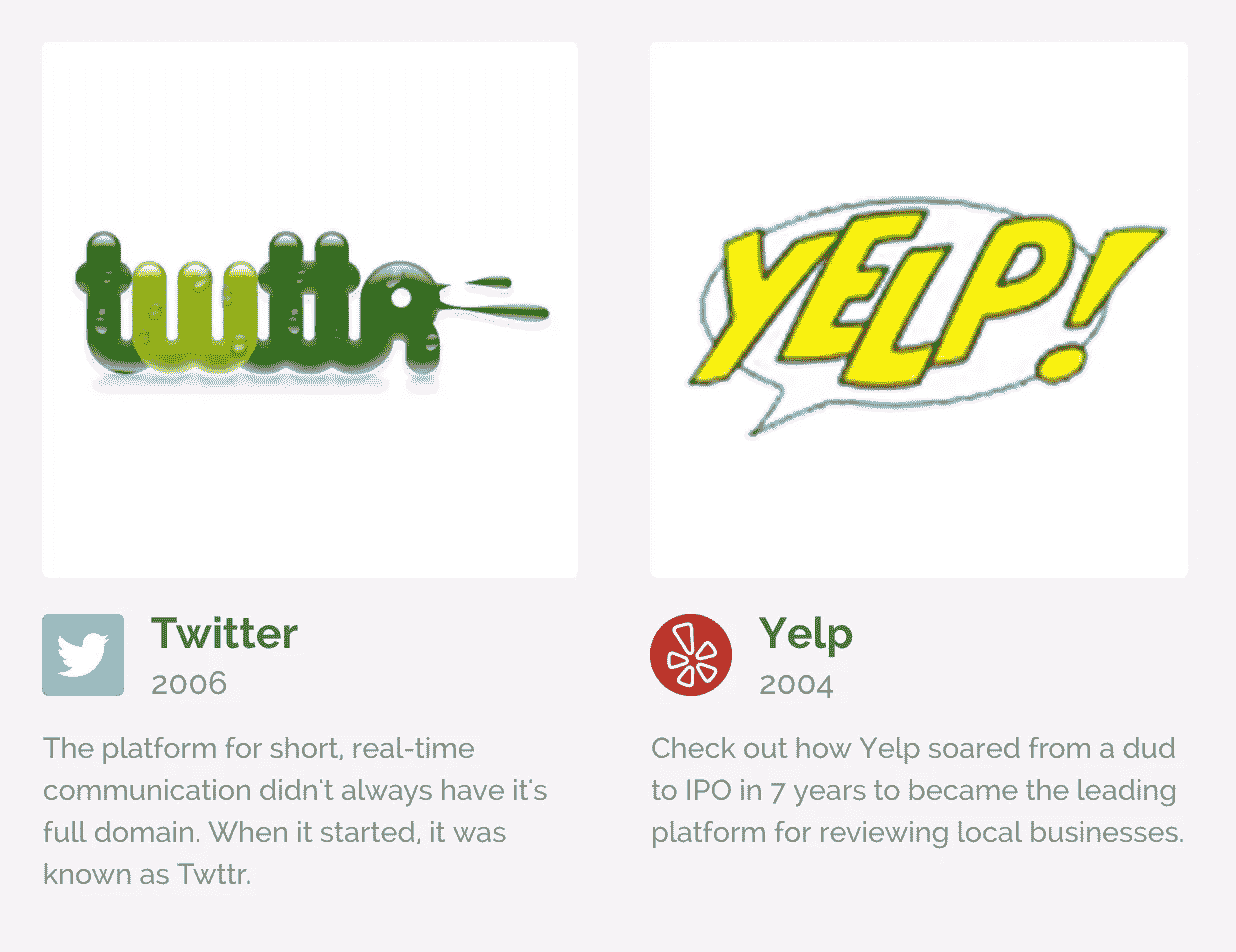 twttr
YELP!
Twitter
2006
The platform for short, real-time
communication didn't always have it's
full domain. When it started, it was
known as Twttr.
Yelp
2004
Check out how Yelp soared from a dud
to IPO in 7 years to became the leading
platform for reviewing local businesses.